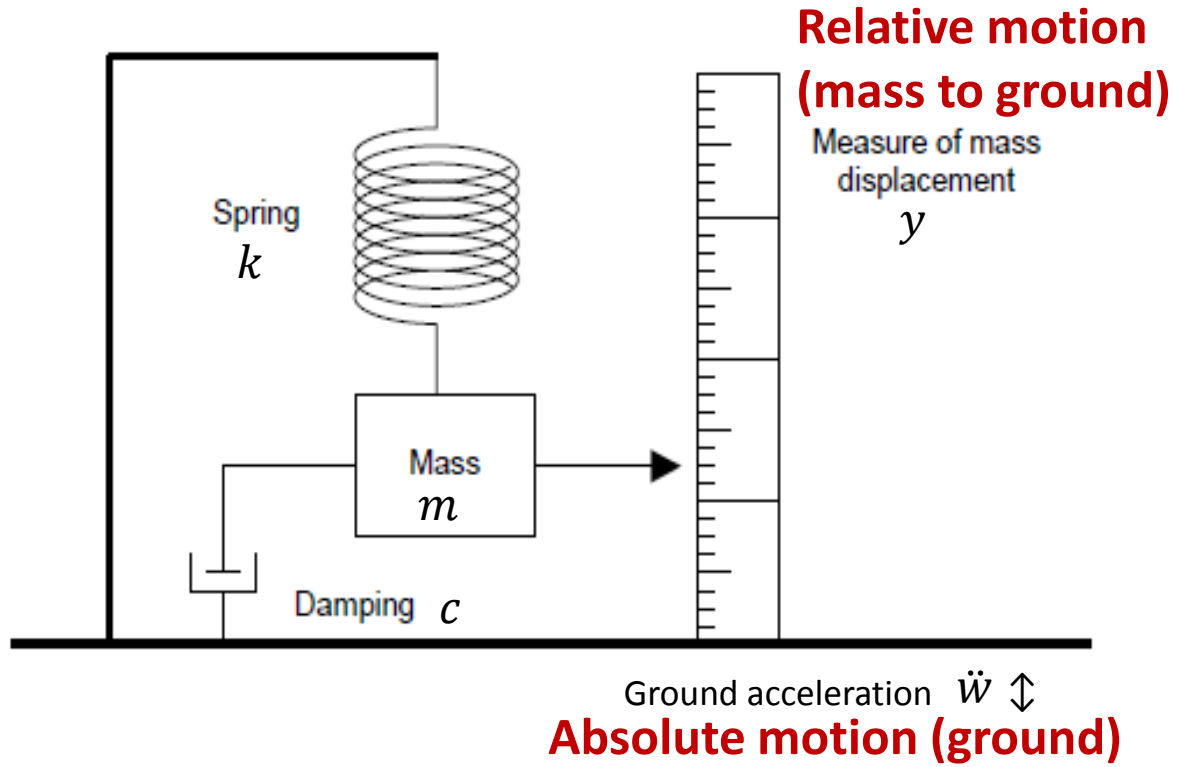 Relative motion
(mass to ground)
Measure of mass
displacement
y
Spring
k
Mass
m
Damping c
Ground acceleration ẅ ↕
Absolute motion (ground)